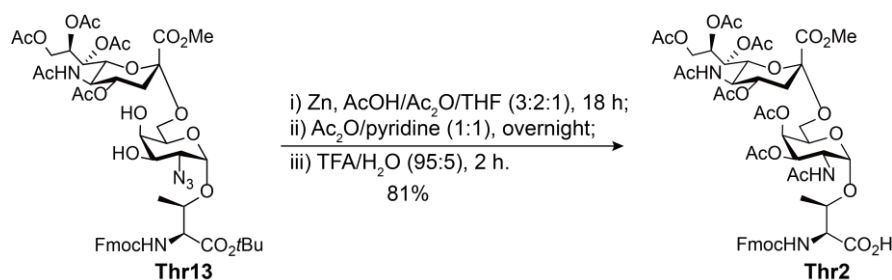 OAc
OAc
CO2Me
AcO
OAc
O
AcHN
AcO
O
HO
O
HO
N3
O
FmocHN
CO2tBu
Thr13
i) Zn, AcOH/Ac2O/THF (3:2:1), 18 h;
ii) Ac2O/pyridine (1:1), overnight;
iii) TFA/H2O (95:5), 2 h.
81%
OAc
OAc
CO2Me
AcO
OAc
O
AcHN
AcO
O
AcO
O
AcO
AcHN
O
FmocHN
CO2H
Thr2